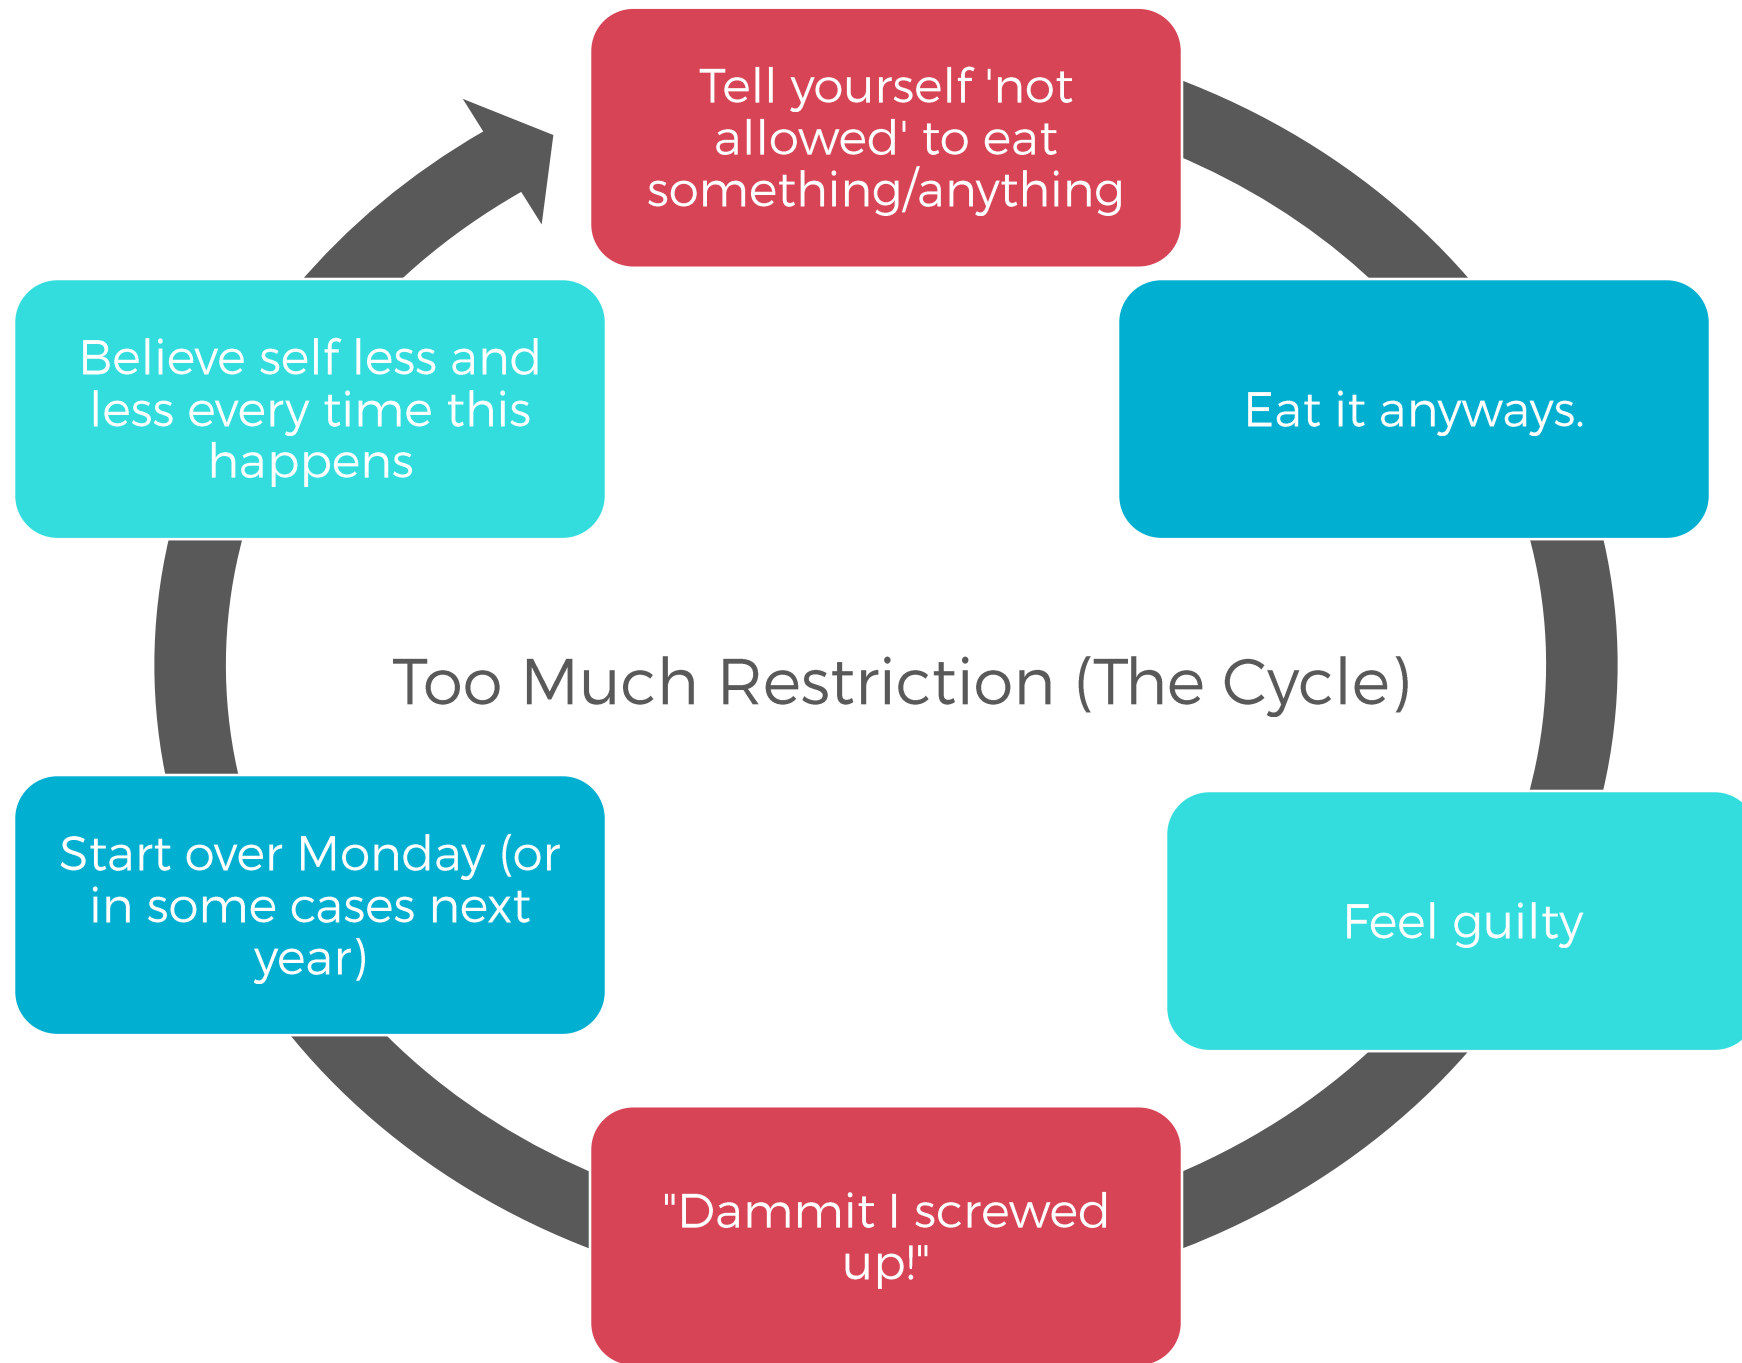 Tell yourself 'not
allowed' to eat
something/anything
Eat it anyways.
Feel guilty
"Dammit I screwed
up!"
Start over Monday (or
in some cases next
year)
Believe self less and
less every time this
happens
Too Much Restriction (The Cycle)